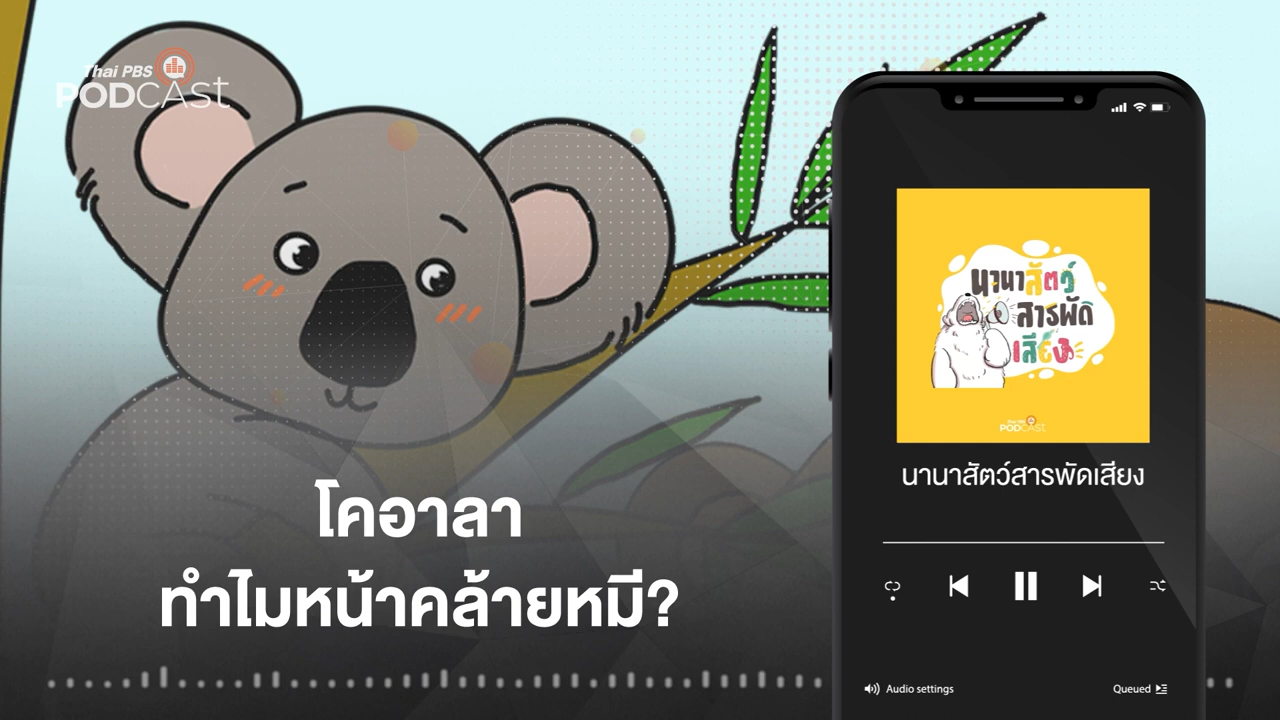 Thai PBS
PODCAST
โคอาลา
ทำไมหน้าคล้ายหมี?
นานาสัตว์
สารพัด
เสียง
Thai PBS
PODCAST
นานาสัตว์สารพัดเสียง
Audio settings
Queued